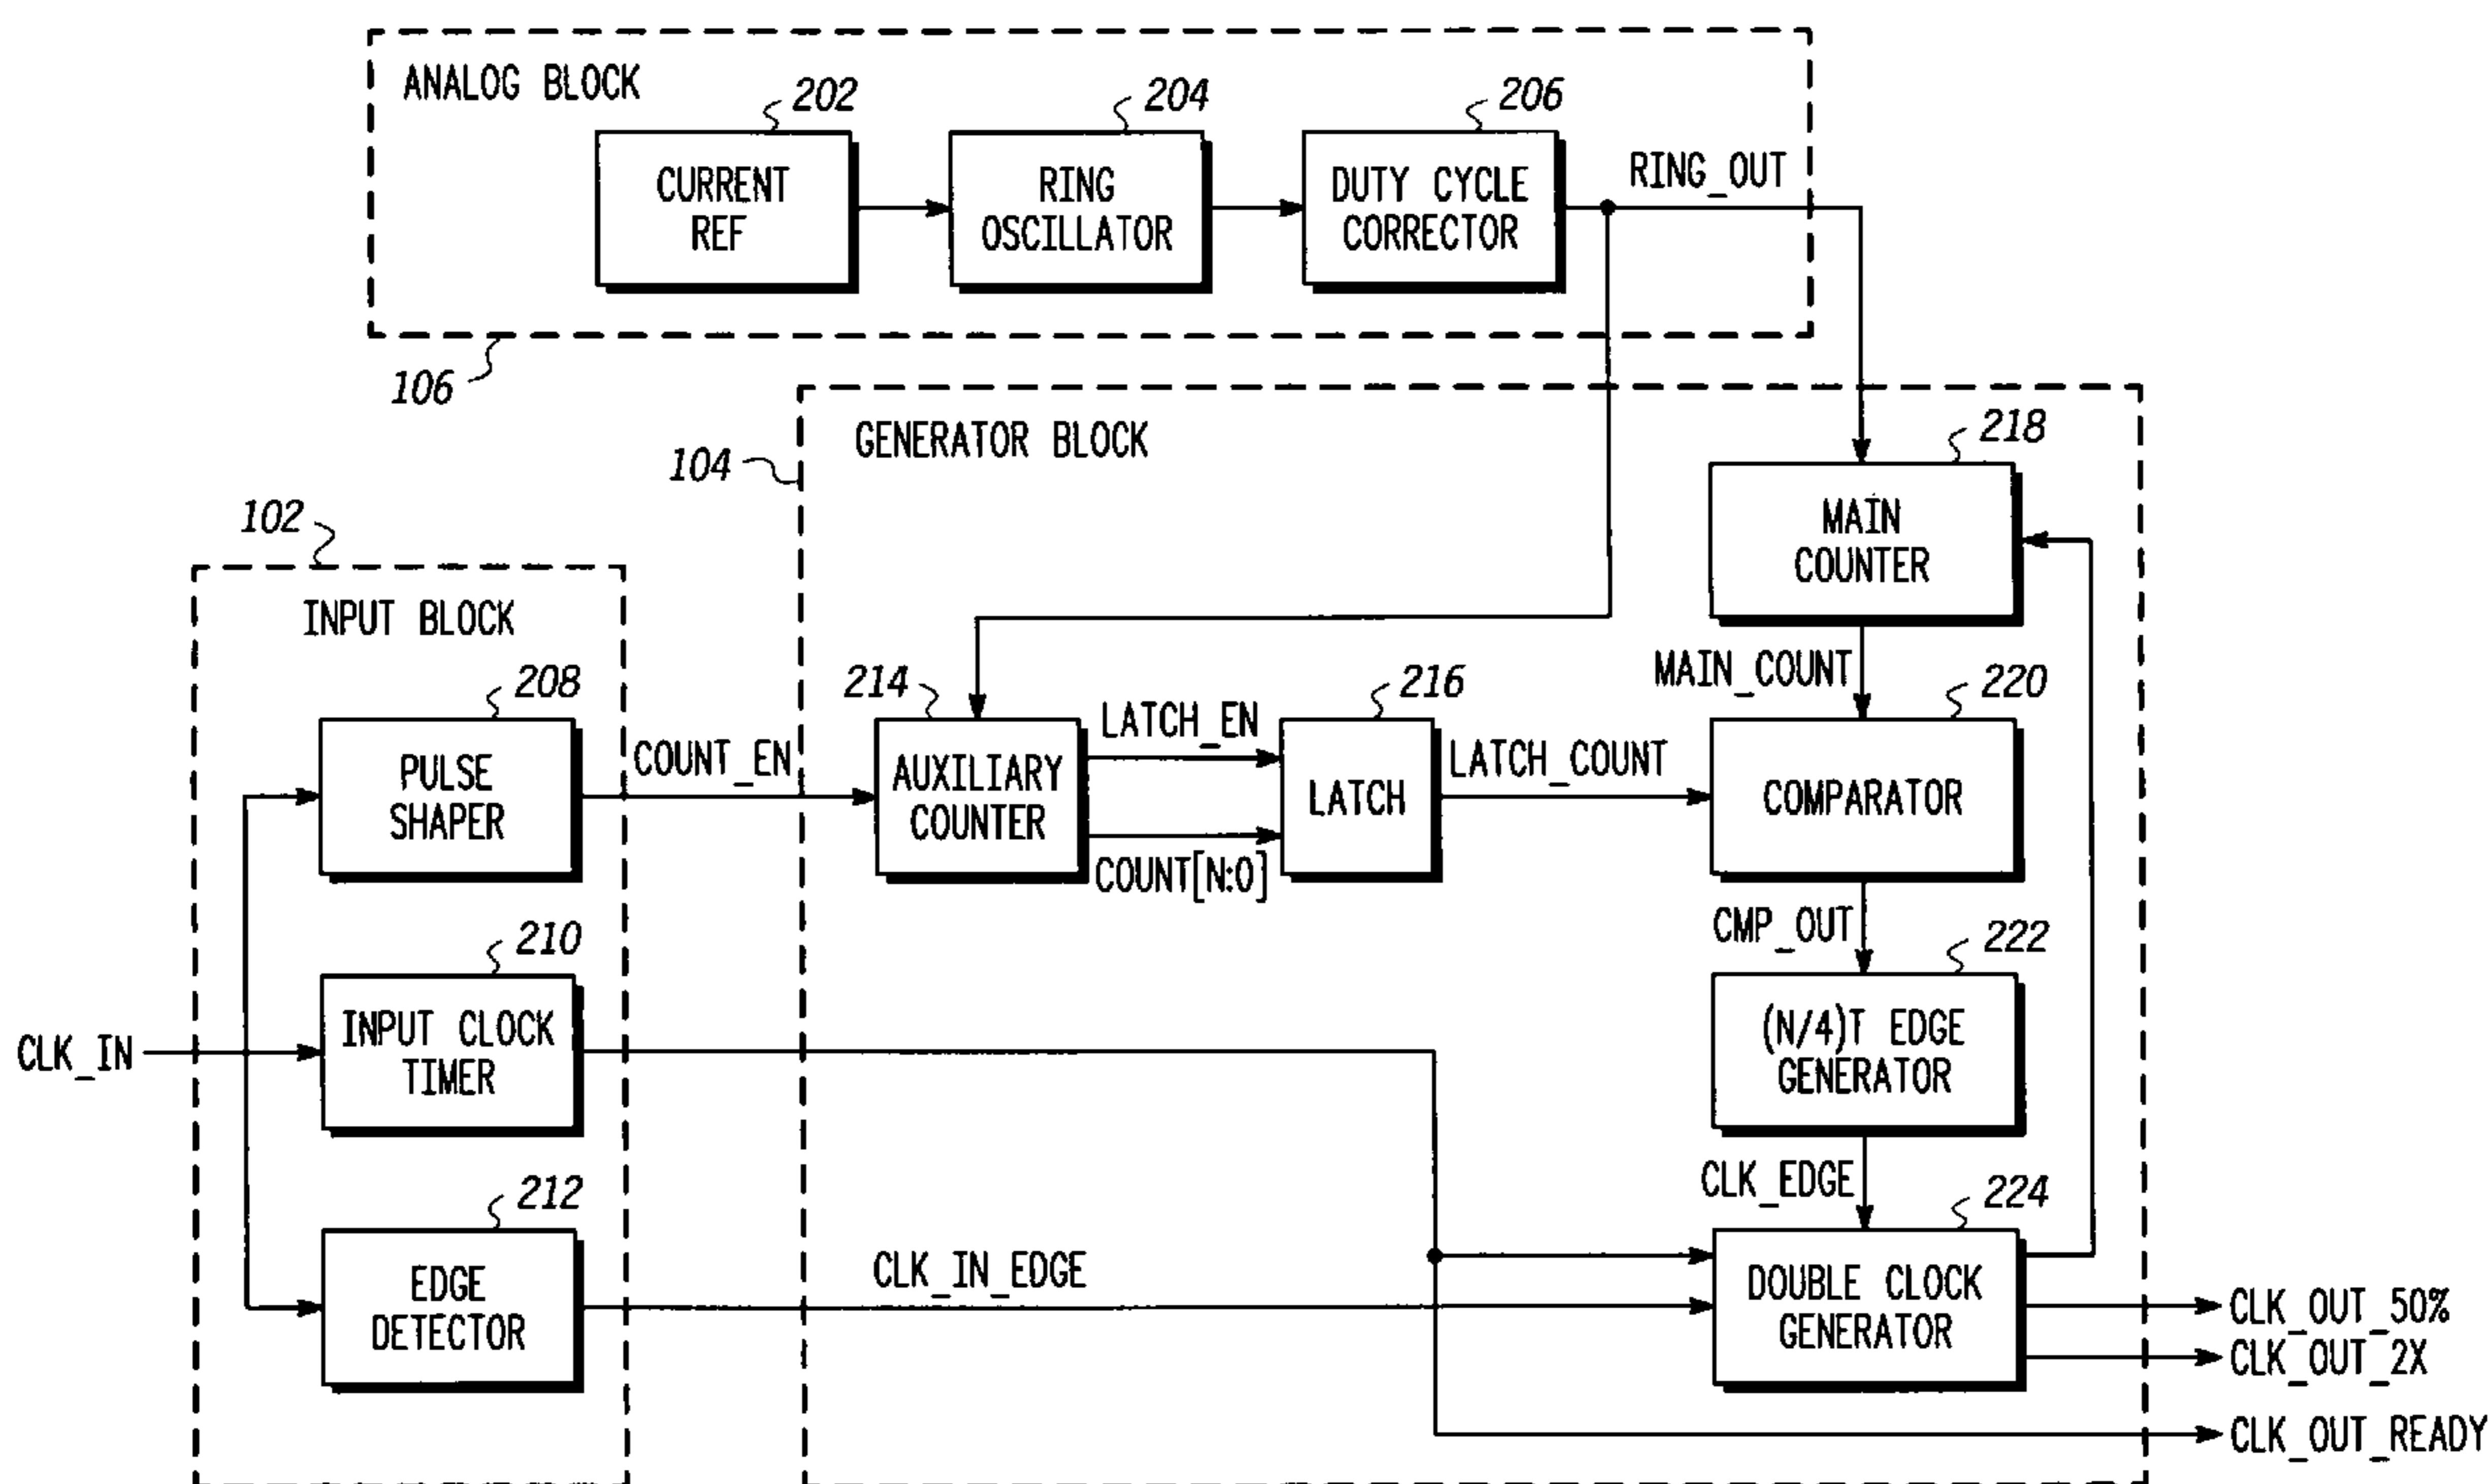 ANALOG BLOCK
202
204
206
CURRENT
REF
RING
OSCILLATOR
DUTY CYCLE
CORRECTOR
RING_OUT
106
GENERATOR BLOCK
104
218
MAIN
COUNTER
102
INPUT BLOCK
208
PULSE
SHAPER
COUNT_EN
214
AUXILIARY
COUNTER
LATCH_EN
COUNT[N:0]
216
LATCH
LATCH_COUNT
MAIN_COUNT
220
COMPARATOR
CMP_OUT
210
INPUT CLOCK
TIMER
CLK_IN
222
(N/4)T EDGE
GENERATOR
CLK_EDGE
212
EDGE
DETECTOR
CLK_IN_EDGE
224
DOUBLE CLOCK
GENERATOR
CLK_OUT_50%
CLK_OUT_2X
CLK_OUT_READY